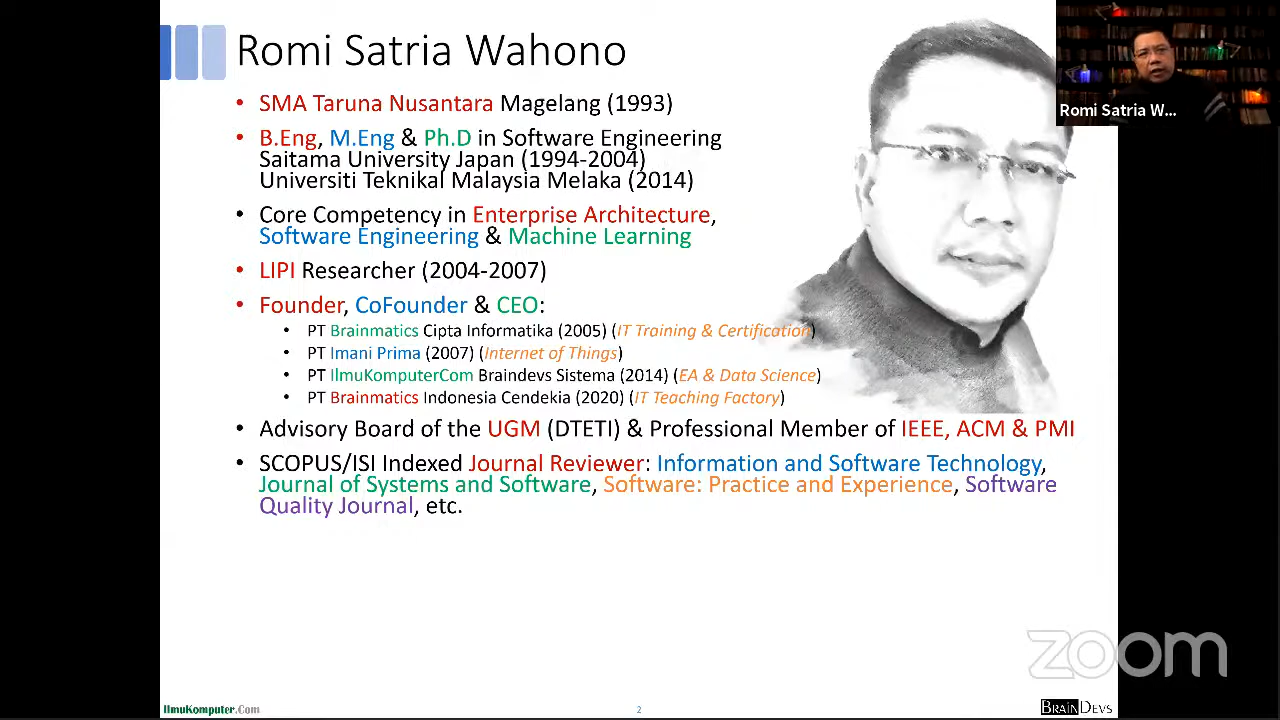 Romi Satria Wahono
• SMA Taruna Nusantara Magelang (1993)
• B.Eng, M.Eng & Ph.D in Software Engineering
Saitama University Japan (1994-2004)
Universiti Teknikal Malaysia Melaka (2014)
• Core Competency in Enterprise Architecture,
Software Engineering & Machine Learning
• LIPI Researcher (2004-2007)
• Founder, CoFounder & CEO:
• PT Brainmatics Cipta Informatika (2005) (IT Training & Certification)
• PT Imani Prima (2007) (Internet of Things)
• PT IlmuKomputerCom Braindevs Sistema (2014) (EA & Data Science)
• PT Brainmatics Indonesia Cendekia (2020) (IT Teaching Factory)
• Advisory Board of the UGM (DTETI) & Professional Member of IEEE, ACM & PMI
• SCOPUS/ISI Indexed Journal Reviewer: Information and Software Technology,
Journal of Systems and Software, Software: Practice and Experience, Software
Quality Journal, etc.
Romi Satria W...
zoom
IlmuKomputer.Com
2
BRAINDEVS